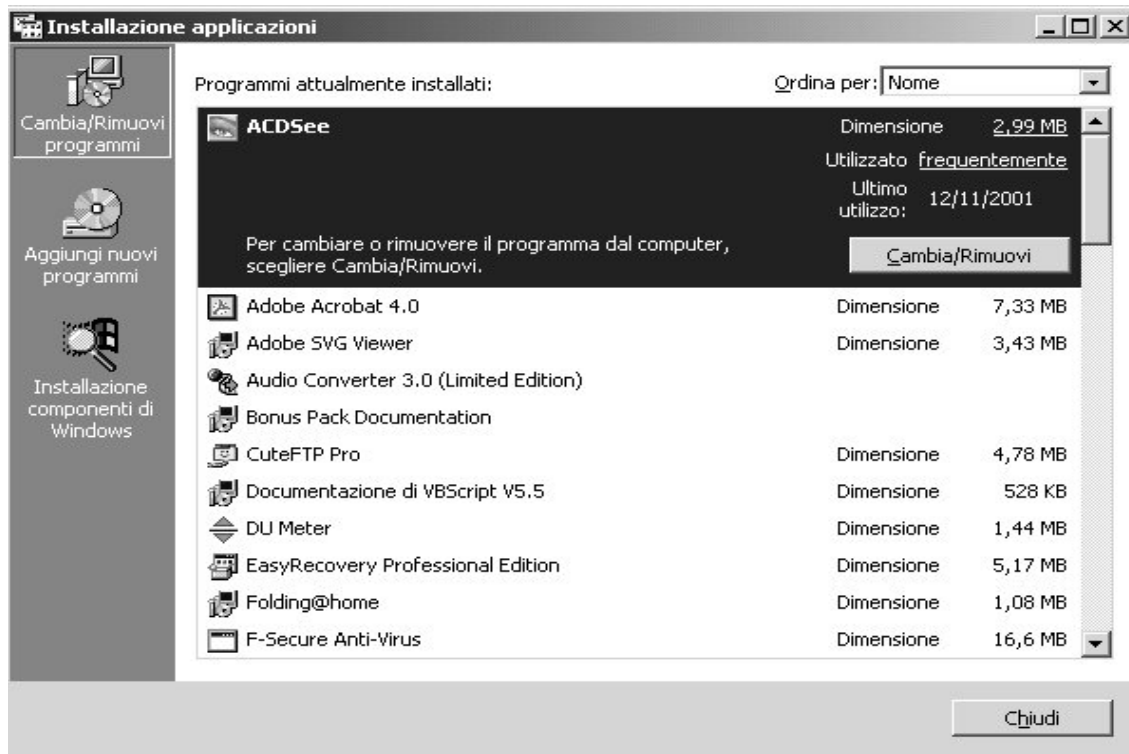 Installazione applicazioni
Cambia/Rimuovi
programmi
Aggiungi nuovi
programmi
Installazione
componenti di
Windows
Programmi attualmente installati:
Ordina per: Nome
ACDSee Dimensione 2,99 MB
Utilizzato frequentemente
Ultimo
utilizzo: 12/11/2001
Per cambiare o rimuovere il programma dal computer,
scegliere Cambia/Rimuovi.
Cambia/Rimuovi
Adobe Acrobat 4.0 Dimensione 7,33 MB
Adobe SVG Viewer Dimensione 3,43 MB
Audio Converter 3.0 (Limited Edition)
Bonus Pack Documentation
CuteFTP Pro Dimensione 4,78 MB
Documentazione di VBScript V5.5 Dimensione 528 KB
DU Meter Dimensione 1,44 MB
EasyRecovery Professional Edition Dimensione 5,17 MB
Folding@home Dimensione 1,08 MB
F-Secure Anti-Virus Dimensione 16,6 MB
Chiudi